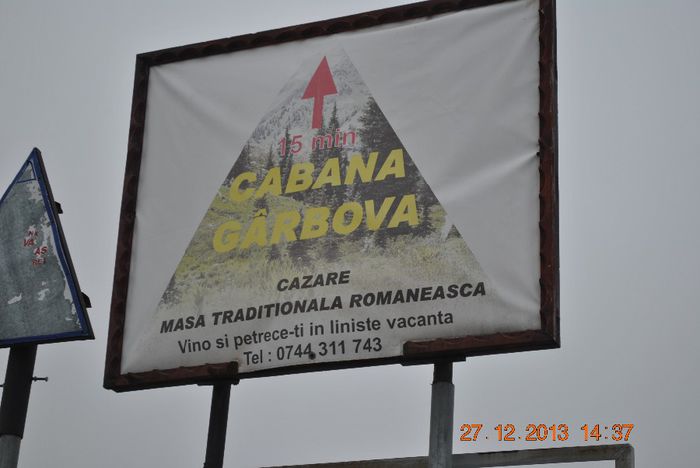 15 min
CABANA
GÂRBOVA
CAZARE
MASA TRADITIONALA ROMANEASCA
Vino si petrece-ti in liniste vacanta
Tel : 0744 311 743
27. 12. 2013 14:37